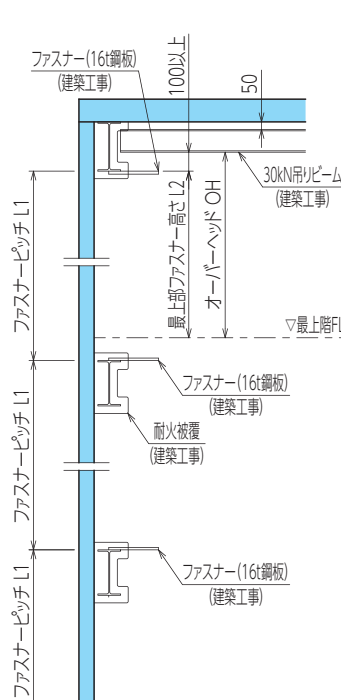 ファスナー(16t鋼板)
(建築工事)
100以上
50
30kN吊りビーム
(建築工事)
ファスナーピッチ L1
最上部ファスナー高さ L2
オーバーヘッド OH
▽最上階FL
ファスナー(16t鋼板)
(建築工事)
耐火被覆
(建築工事)
ファスナーピッチ L1
ファスナー(16t鋼板)
(建築工事)
ファスナーピッチ L1